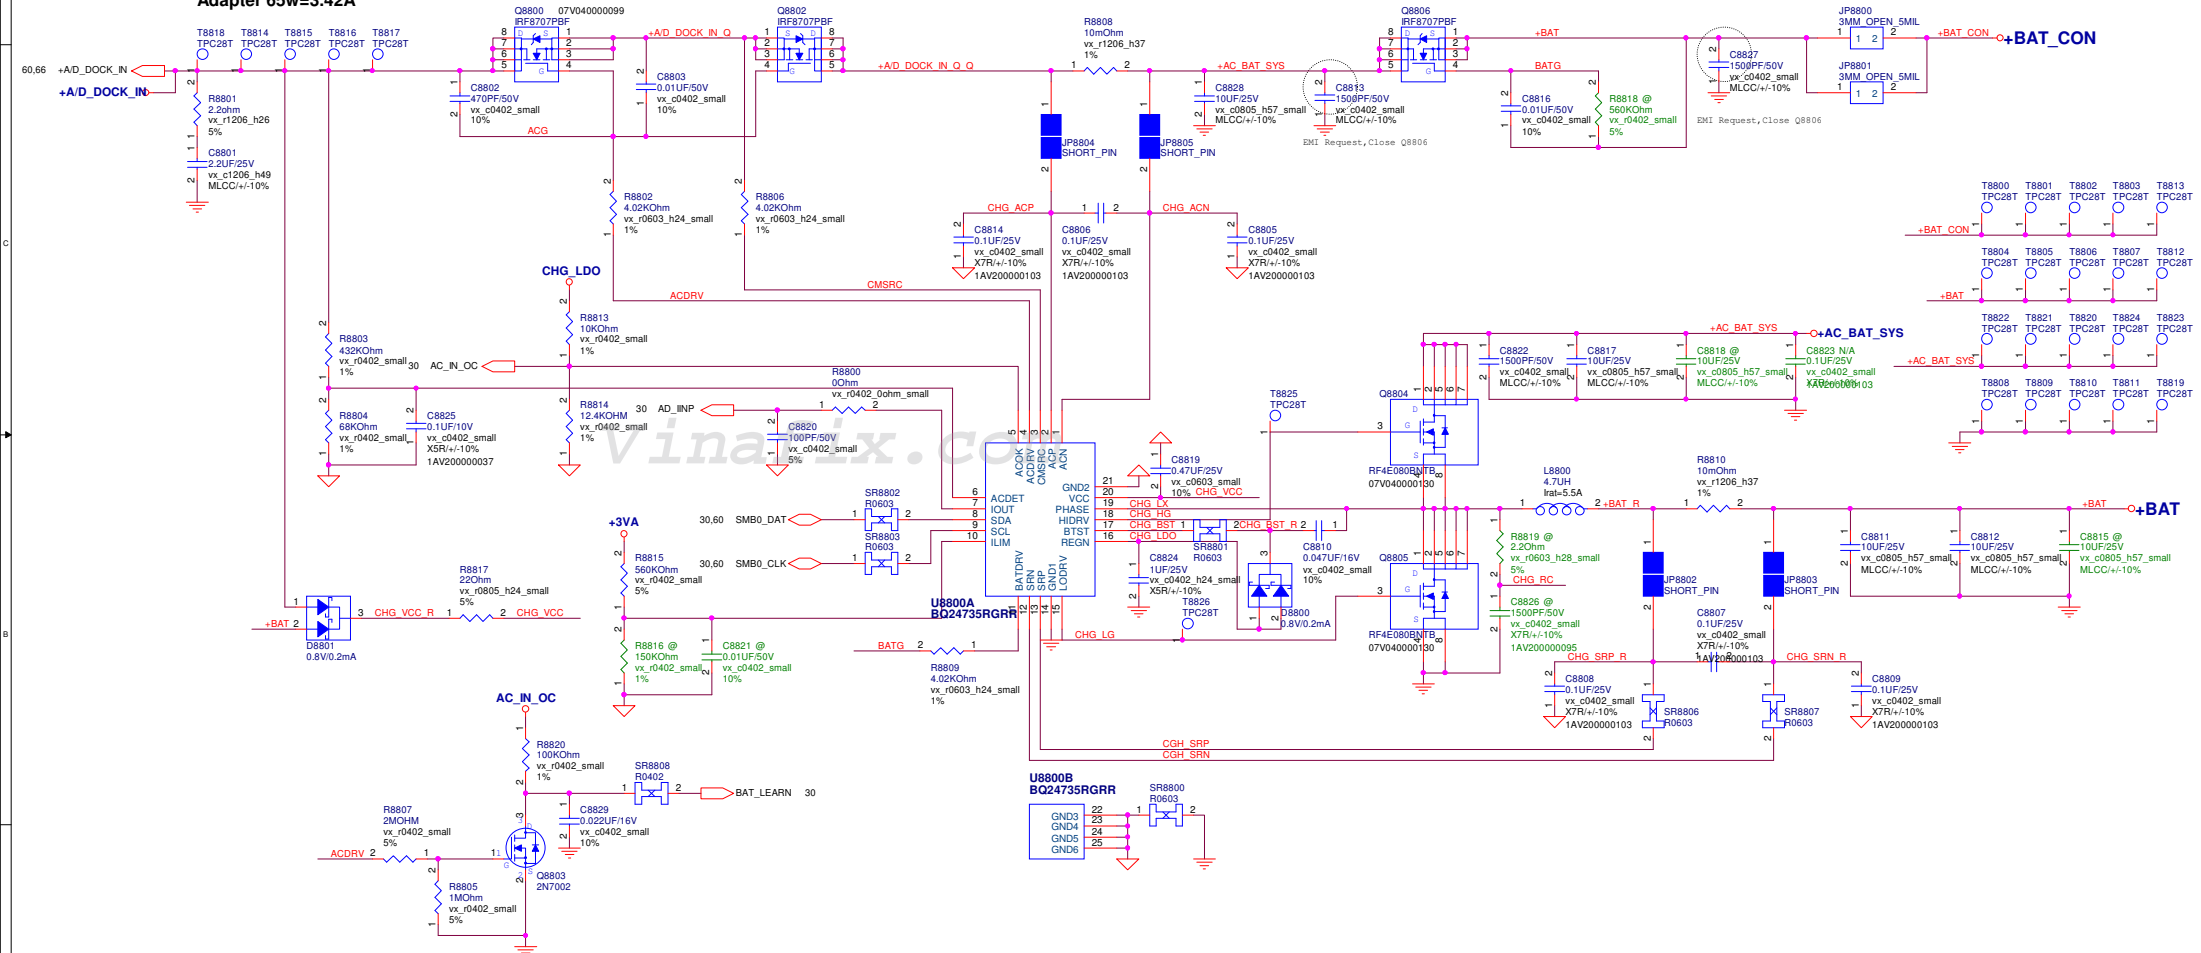 Adapter 65W=3.42A
T8818 TPC28T
T8814 TPC28T
T8815 TPC28T
T8816 TPC28T
T8817 TPC28T
Q8800 07V040000099
IRF8707PBF
Q8802
IRF8707PBF
R8808
10mOhm
vx_r1206_h37
1%
Q8806
IRF8707PBF
JP8800
3MM_OPEN_5MIL
JP8801
3MM_OPEN_5MIL
+A/D_DOCK_IN_Q
+A/D_DOCK_IN_Q_Q
+AC_BAT_SYS
+BAT
BATG
+BAT_CON
+BAT_CON
60,66 +A/D_DOCK_IN
+A/D_DOCK_IN
R8801
2.2ohm
vx_r1206_h26
5%
C8801
2.2UF/25V
vx_c1206_h49
MLCC/+/-10%
C8802
470PF/50V
vx_c0402_small
10%
C8803
0.01UF/50V
vx_c0402_small
10%
ACG
JP8804
SHORT_PIN
JP8805
SHORT_PIN
C8828
10UF/25V
vx_c0805_h57_small
MLCC/+/-10%
C8813
1500PF/50V
vx_c0402_small
MLCC/+/-10%
EMI Request,Close Q8806
C8816
0.01UF/50V
vx_c0402_small
10%
R8818 @
560KOhm
vx_r0402_small
5%
C8827
1500PF/50V
vx_c0402_small
MLCC/+/-10%
EMI Request,Close Q8806
R8802
4.02KOhm
vx_r0603_h24_small
1%
R8806
4.02KOhm
vx_r0603_h24_small
1%
CHG_ACP
CHG_ACN
C8814
0.1UF/25V
vx_c0402_small
X7R/+/-10%
1AV200000103
C8806
0.1UF/25V
vx_c0402_small
X7R/+/-10%
1AV200000103
C8805
0.1UF/25V
vx_c0402_small
X7R/+/-10%
1AV200000103
T8800 T8801 T8802 T8803 T8813
TPC28T TPC28T TPC28T TPC28T TPC28T
+BAT_CON
T8804 T8805 T8806 T8807 T8812
TPC28T TPC28T TPC28T TPC28T TPC28T
+BAT
T8822 T8821 T8820 T8824 T8823
TPC28T TPC28T TPC28T TPC28T TPC28T
+AC_BAT_SYS
T8808 T8809 T8810 T8811 T8819
TPC28T TPC28T TPC28T TPC28T TPC28T
CHG_LDO
ACDRV
CMSRC
R8813
10KOhm
vx_r0402_small
1%
R8803
432KOhm
vx_r0402_small
1%
30 AC_IN_OC
R8804
68KOhm
vx_r0402_small
1%
C8825
0.1UF/10V
vx_c0402_small
X5R/+/-10%
1AV200000037
R8814
12.4KOHM
vx_r0402_small
1%
R8800
0Ohm
vx_r0402_0ohm_small
30 AD_IINP
C8820
100PF/50V
vx_c0402_small
5%
Vinafix.com
ACOK
ACDRV
CMSRC
ACP
ACN
ACDET
IOUT
SDA
SCL
ILIM
GND2
VCC
PHASE
HIDRV
BTST
REGN
BATDRV
SRN
SRP
GND1
LODRV
U8800A
BQ24735RGRR
SR8802
R0603
30,60 SMB0_DAT
SR8803
R0603
30,60 SMB0_CLK
+3VA
R8815
560KOhm
vx_r0402_small
5%
R8816 @
150KOhm
vx_r0402_small
1%
C8821 @
0.01UF/50V
vx_c0402_small
10%
C8819
0.47UF/25V
vx_c0603_small
10%
CHG_VCC
CHG_LX
CHG_HG
CHG_BST
CHG_LDO
CHG_BST_R
SR8801
R0603
C8824
1UF/25V
vx_c0402_h24_small
X5R/+/-10%
T8826
TPC28T
C8810
0.047UF/16V
vx_c0402_small
10%
D8800
0.8V/0.2mA
CHG_LG
T8825
TPC28T
Q8804
RF4E080BNTB
07V040000130
Q8805
RF4E080BNTB
07V040000130
+AC_BAT_SYS
+AC_BAT_SYS
C8822
1500PF/50V
vx_c0402_small
MLCC/+/-10%
C8817
10UF/25V
vx_c0805_h57_small
MLCC/+/-10%
C8818 @
10UF/25V
vx_c0805_h57_small
MLCC/+/-10%
C8823 N/A
0.1UF/25V
vx_c0402_small
L8800
4.7UH
Irat=5.5A
+BAT_R
R8810
10mOhm
vx_r1206_h37
1%
+BAT
+BAT
R8819 @
2.2Ohm
vx_r0603_h28_small
5%
CHG_RC
C8826 @
1500PF/50V
vx_c0402_small
X7R/+/-10%
1AV200000095
JP8802
SHORT_PIN
JP8803
SHORT_PIN
C8807
0.1UF/25V
vx_c0402_small
X7R/+/-10%
1AV200000103
C8811
10UF/25V
vx_c0805_h57_small
MLCC/+/-10%
C8812
10UF/25V
vx_c0805_h57_small
MLCC/+/-10%
C8815 @
10UF/25V
vx_c0805_h57_small
MLCC/+/-10%
CHG_SRP_R
CHG_SRN_R
C8808
0.1UF/25V
vx_c0402_small
X7R/+/-10%
1AV200000103
SR8806
R0603
SR8807
R0603
C8809
0.1UF/25V
vx_c0402_small
X7R/+/-10%
1AV200000103
CGH_SRP
CGH_SRN
R8817
22Ohm
vx_r0805_h24_small
5%
CHG_VCC_R
CHG_VCC
+BAT
D8801
0.8V/0.2mA
BATG
R8809
4.02KOhm
vx_r0603_h24_small
1%
AC_IN_OC
R8820
100KOhm
vx_r0402_small
1%
SR8808
R0402
BAT_LEARN 30
C8829
0.022UF/16V
vx_c0402_small
10%
R8807
2MOHM
vx_r0402_small
5%
ACDRV
R8805
1MOhm
vx_r0402_small
5%
Q8803
2N7002
U8800B
BQ24735RGRR
GND3 22
GND4 23
GND5 24
GND6 25
SR8800
R0603
C
B